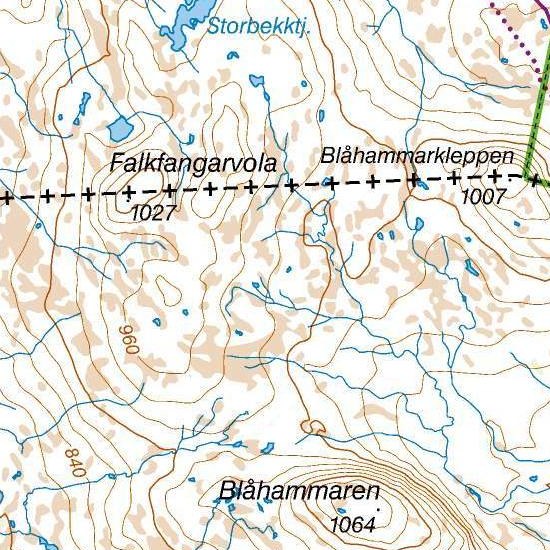 Storbekktj.
Falkfangarvola
Blåhammarkleppen
1027
1007
960
840
Blåhammaren
1064